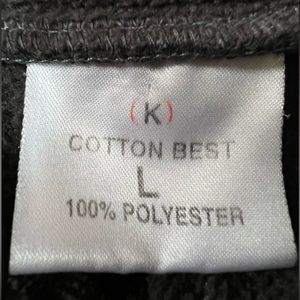 (K)
COTTON BEST
L
100% POLYESTER